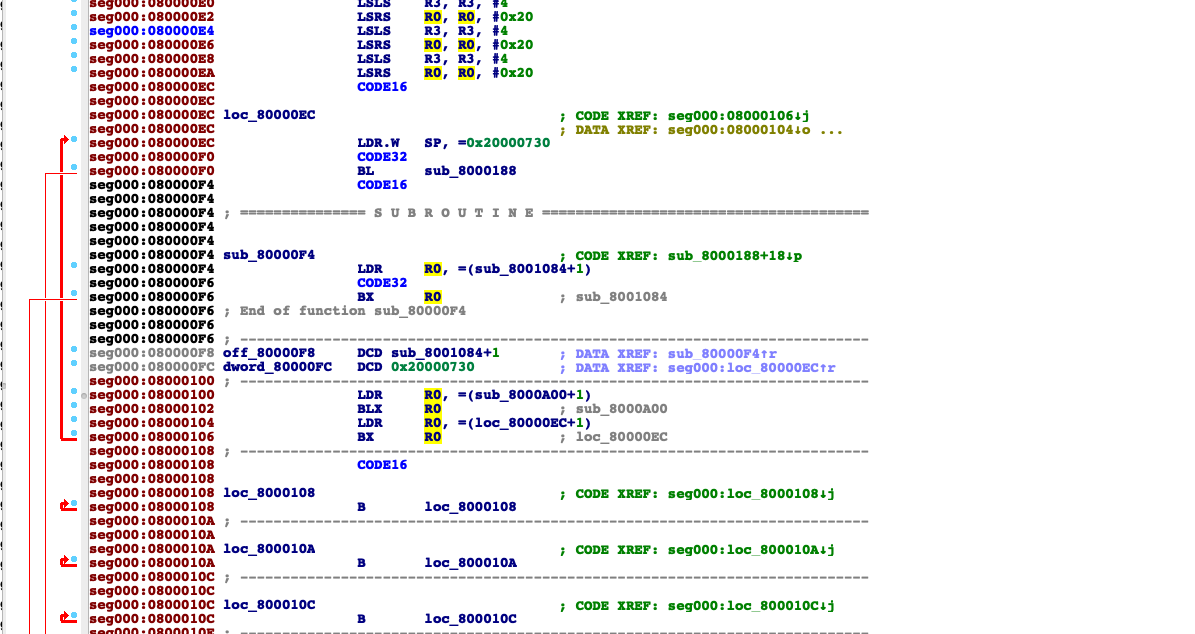 seg000:080000E0 LSLS R3, R3, #4
seg000:080000E2 LSRS R0, R0, #0x20
seg000:080000E4 LSLS R3, R3, #4
seg000:080000E6 LSRS R0, R0, #0x20
seg000:080000E8 LSLS R3, R3, #4
seg000:080000EA LSRS R0, R0, #0x20
seg000:080000EC CODE16
seg000:080000EC
seg000:080000EC loc_80000EC ; CODE XREF: seg000:08000106↓j
seg000:080000EC ; DATA XREF: seg000:08000104↓o ...
seg000:080000EC LDR.W SP, =0x20000730
seg000:080000F0 CODE32
seg000:080000F0 BL sub_8000188
seg000:080000F4 CODE16
seg000:080000F4
seg000:080000F4 ; =============== S U B R O U T I N E =======================================
seg000:080000F4
seg000:080000F4
seg000:080000F4 sub_80000F4 ; CODE XREF: sub_8000188+18↓p
seg000:080000F4 LDR R0, =(sub_8001084+1)
seg000:080000F6 CODE32
seg000:080000F6 BX R0 ; sub_8001084
seg000:080000F6 ; End of function sub_80000F4
seg000:080000F6
seg000:080000F6 ; ---------------------------------------------------------------------------
seg000:080000F8 off_80000F8 DCD sub_8001084+1 ; DATA XREF: sub_80000F4↑r
seg000:080000FC dword_80000FC DCD 0x20000730 ; DATA XREF: seg000:loc_80000EC↑r
seg000:08000100 ; ---------------------------------------------------------------------------
seg000:08000100 LDR R0, =(sub_8000A00+1)
seg000:08000102 BLX R0 ; sub_8000A00
seg000:08000104 LDR R0, =(loc_80000EC+1)
seg000:08000106 BX R0 ; loc_80000EC
seg000:08000108 ; ---------------------------------------------------------------------------
seg000:08000108 CODE16
seg000:08000108
seg000:08000108 loc_8000108 ; CODE XREF: seg000:loc_8000108↓j
seg000:08000108 B loc_8000108
seg000:0800010A ; ---------------------------------------------------------------------------
seg000:0800010A
seg000:0800010A loc_800010A ; CODE XREF: seg000:loc_800010A↓j
seg000:0800010A B loc_800010A
seg000:0800010C ; ---------------------------------------------------------------------------
seg000:0800010C
seg000:0800010C loc_800010C ; CODE XREF: seg000:loc_800010C↓j
seg000:0800010C B loc_800010C
seg000:0800010E ; ---------------------------------------------------------------------------